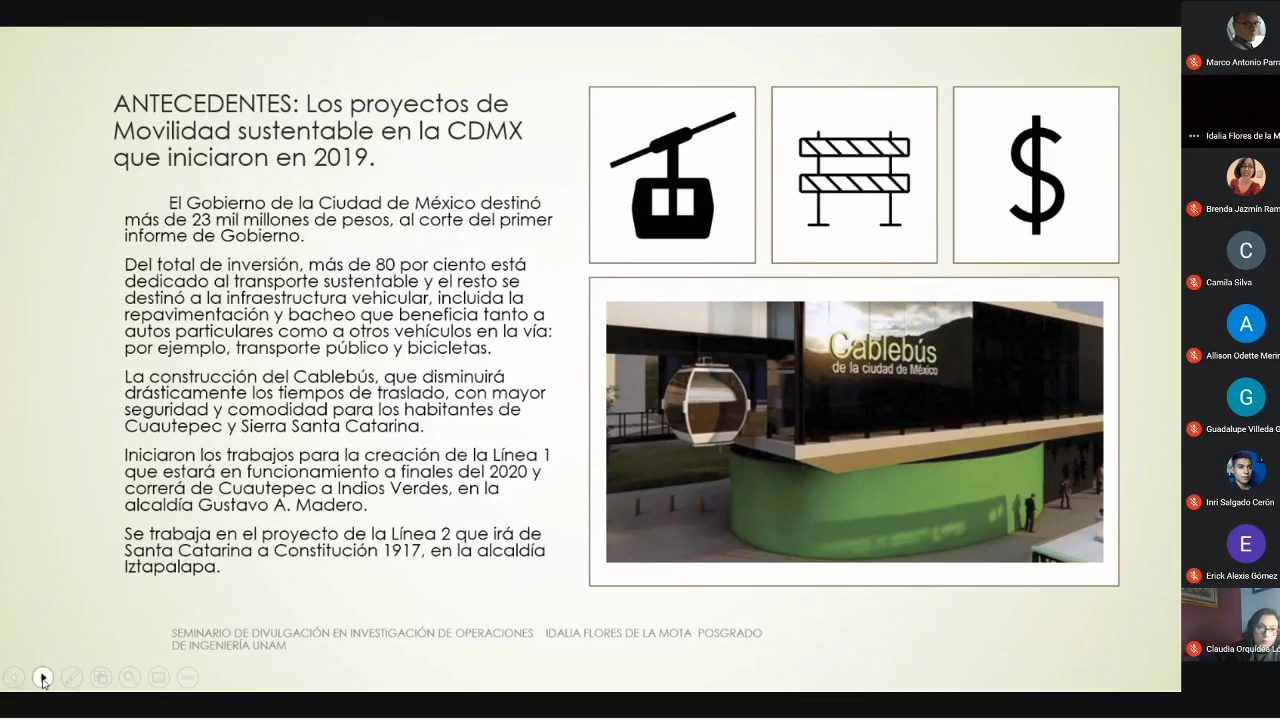 ANTECEDENTES: Los proyectos de
Movilidad sustentable en la CDMX
que iniciaron en 2019.
El Gobierno de la Ciudad de México destinó
más de 23 mil millones de pesos, al corte del primer
informe de Gobierno.
Del total de inversión, más de 80 por ciento está
dedicado al transporte sustentable y el resto se
destinó a la infraestructura vehicular, incluida la
repavimentación y bacheo que beneficia tanto a
autos particulares como a otros vehículos en la vía:
por ejemplo, transporte público y bicicletas.
La construcción del Cablebús, que disminuirá
drásticamente los tiempos de traslado, con mayor
seguridad y comodidad para los habitantes de
Cuautepec y Sierra Santa Catarina.
Iniciaron los trabajos para la creación de la Línea 1
que estará en funcionamiento a finales del 2020 y
correrá de Cuautepec a Indios Verdes, en la
alcaldía Gustavo A. Madero.
Se trabaja en el proyecto de la Línea 2 que irá de
Santa Catarina a Constitución 1917, en la alcaldía
Iztapalapa.
$
Cablebús
de la ciudad de México
SEMINARIO DE DIVULGACIÓN EN INVESTIGACIÓN DE OPERACIONES IDALIA FLORES DE LA MOTA POSGRADO
DE INGENIERÍA UNAM
Marco Antonio Parra
Idalia Flores de la M
Brenda Jazmín Ram
C
Camila Silva
A
Allison Odette Meri
G
Guadalupe Villeda G
Inri Salgado Cerón
E
Erick Alexis Gómez
Claudia Orquídea Ló